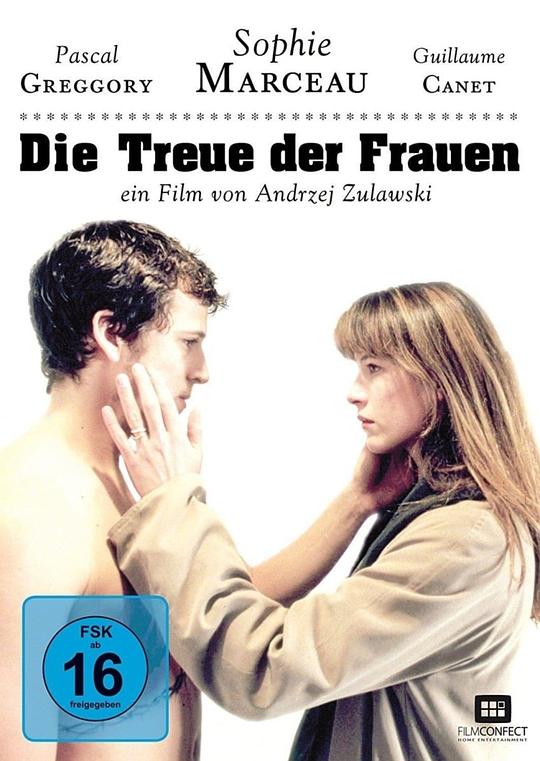 Pascal
GREGGORY
Sophie
MARCEAU
Guillaume
CANET
************************************************
Die Treue der Frauen
ein Film von Andrzej Zulawski
FSK
ab
16
freigegeben
FILMCONFECT
HOME ENTERTAINMENT